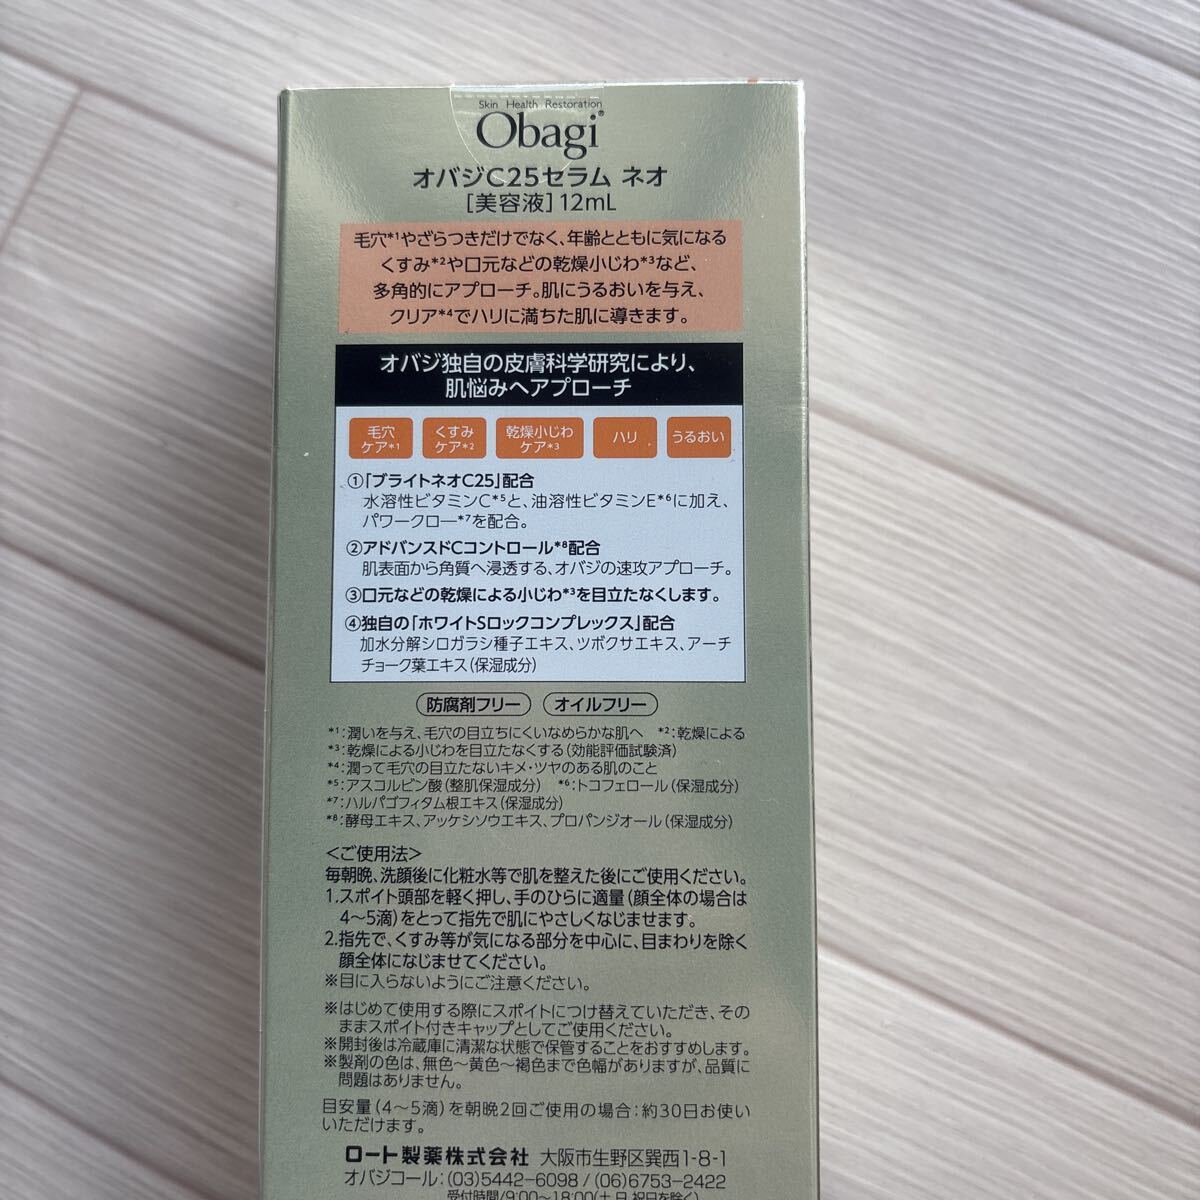 Skin Health Restoration
Obagi®
オバジC25セラム ネオ
[美容液] 12mL
毛穴*1やざらつきだけでなく、年齢とともに気になる
くすみ*2や口元などの乾燥小じわ*3など、
多角的にアプローチ。肌にうるおいを与え、
クリア*4でハリに満ちた肌に導きます。
オバジ独自の皮膚科学研究により、
肌悩みへアプローチ
毛穴ケア*1 くすみケア*2 乾燥小じわケア*3 ハリ うるおい
①「ブライトネオC25」配合
水溶性ビタミンC*5と、油溶性ビタミンE*6に加え、
パワークロー*7を配合。
②アドバンスドCコントロール*8配合
肌表面から角質へ浸透する、オバジの速攻アプローチ。
③口元などの乾燥による小じわ*3を目立たなくします。
④独自の「ホワイトSロックコンプレックス」配合
加水分解シロガラシ種子エキス、ツボクサエキス、アーチ
チョーク葉エキス(保湿成分)
防腐剤フリー オイルフリー
*1:潤いを与え、毛穴の目立ちにくいなめらかな肌へ *2:乾燥による
*3:乾燥による小じわを目立たなくする(効能評価試験済)
*4:潤って毛穴の目立たないキメ・ツヤのある肌のこと
*5:アスコルビン酸(整肌保湿成分) *6:トコフェロール(保湿成分)
*7:ハルパゴフィタム根エキス(保湿成分)
*8:酵母エキス、アッケシソウエキス、プロパンジオール(保湿成分)
<ご使用法>
毎朝晩、洗顔後に化粧水等で肌を整えた後にご使用ください。
1.スポイト頭部を軽く押し、手のひらに適量(顔全体の場合は
4〜5滴)をとって指先で肌にやさしくなじませます。
2.指先で、くすみ等が気になる部分を中心に、目まわりを除く
顔全体になじませてください。
※目に入らないようにご注意ください。
※はじめて使用する際にスポイトにつけ替えていただき、その
ままスポイト付きキャップとしてご使用ください。
※開封後は冷蔵庫に清潔な状態で保管することをおすすめします。
※製剤の色は、無色〜黄色〜褐色まで色幅がありますが、品質に
問題はありません。
目安量(4〜5滴)を朝晩2回ご使用の場合:約30日お使い
いただけます。
ロート製薬株式会社 大阪市生野区巽西1-8-1
オバジコール:(03)5442-6098/(06)6753-2422
受付時間/9:00〜18:00(土、日、祝日を除く)